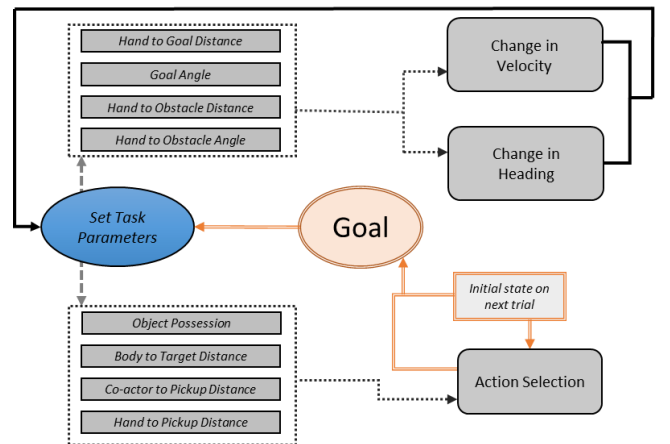 Hand to Goal Distance
Goal Angle
Hand to Obstacle Distance
Hand to Obstacle Angle
Change in
Velocity
Change in
Heading
Set Task
Parameters
Goal
Initial state on
next trial
Object Possession
Body to Target Distance
Co-actor to Pickup Distance
Hand to Pickup Distance
Action Selection